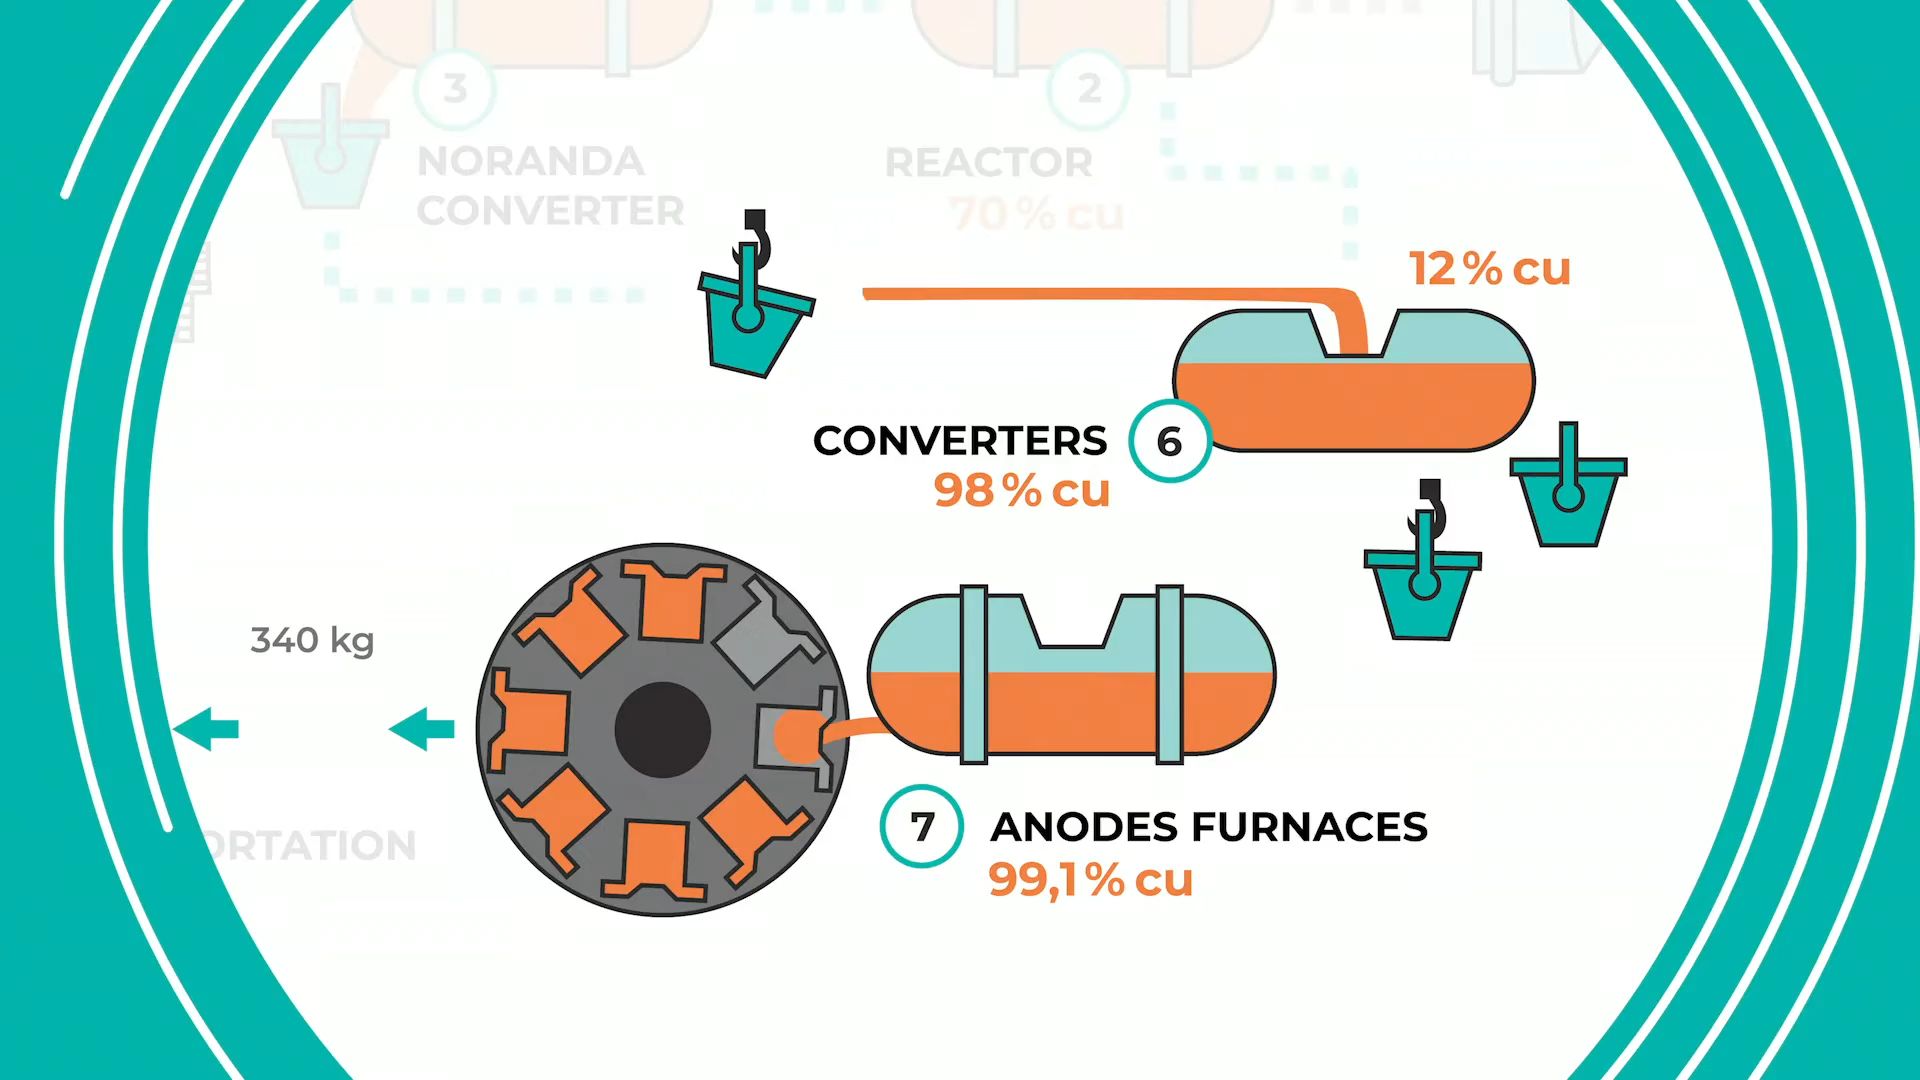 3
2
NORANDA
CONVERTER
REACTOR
70 % cu
12 % cu
CONVERTERS 6
98 % cu
340 kg
7 ANODES FURNACES
99,1 % cu
ORTATION